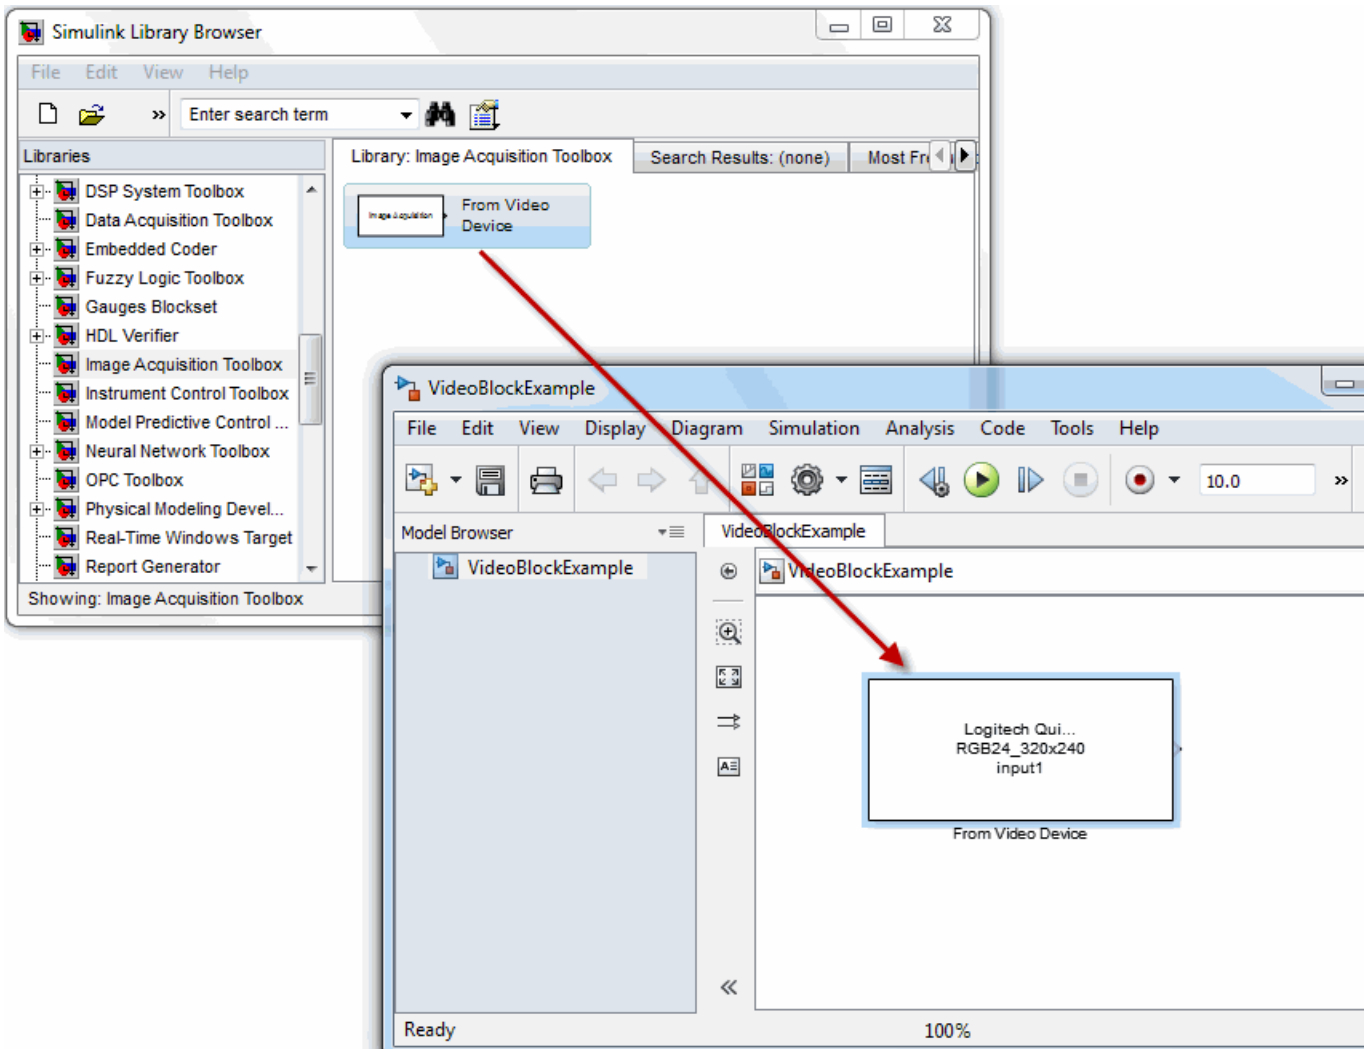 Simulink Library Browser
File Edit View Help
» Enter search term
Libraries
Library: Image Acquisition Toolbox Search Results: (none) Most Fre
DSP System Toolbox
Data Acquisition Toolbox
Embedded Coder
Fuzzy Logic Toolbox
Gauges Blockset
HDL Verifier
Image Acquisition Toolbox
Instrument Control Toolbox
Model Predictive Control ...
Neural Network Toolbox
OPC Toolbox
Physical Modeling Devel...
Real-Time Windows Target
Report Generator
Showing: Image Acquisition Toolbox
Image Acquisition
From Video
Device
VideoBlockExample
File Edit View Display Diagram Simulation Analysis Code Tools Help
10.0 »
Model Browser
VideoBlockExample
VideoBlockExample
VideoBlockExample
Logitech Qui...
RGB24_320x240
input1
From Video Device
Ready
100%